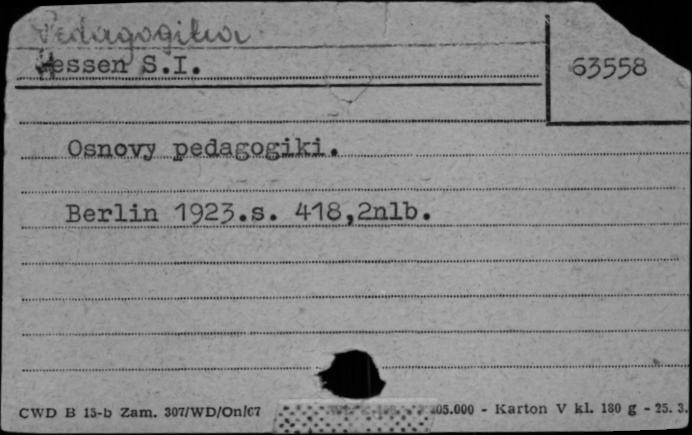 Pedagogika
Hessen S.I.
63558
Osnovy pedagogiki.
Berlin 1923.s. 418,2nlb.
CWD B 15-b Zam. 307/WD/On/67 05.000 - Karton V kl. 180 g - 25. 3.